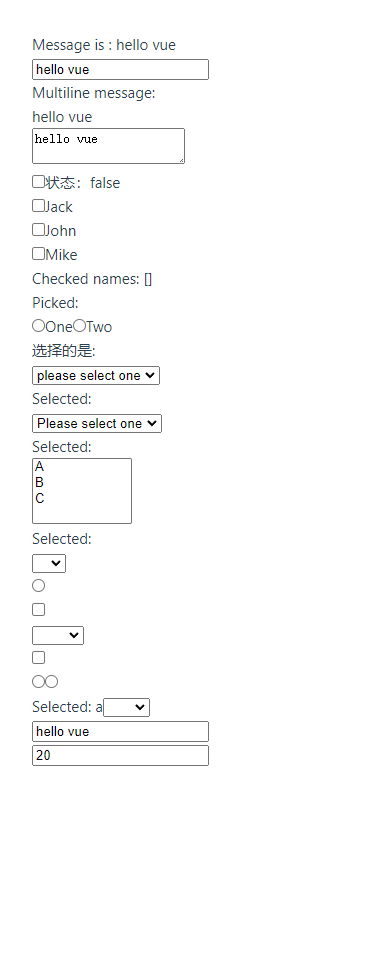 Message is : hello vue
hello vue
Multiline message:
hello vue
hello vue
状态：false
Jack
John
Mike
Checked names: []
Picked:
One Two
选择的是:
please select one
Selected:
Please select one
Selected:
A
B
C
Selected:
Selected: a
hello vue
20